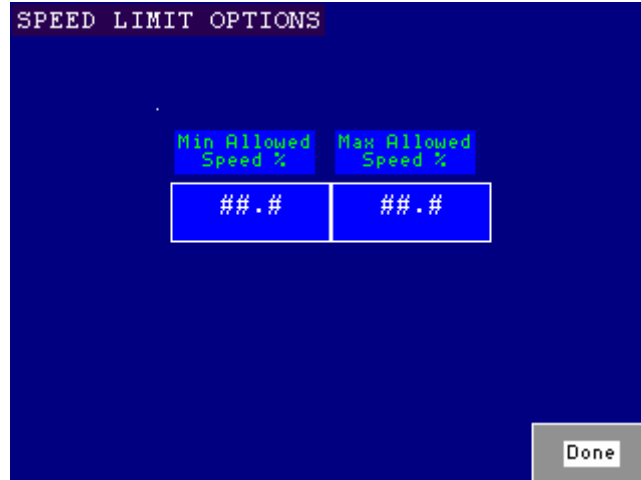 SPEED LIMIT OPTIONS
Min Allowed
Speed %
Max Allowed
Speed %
##.#
##.#
Done